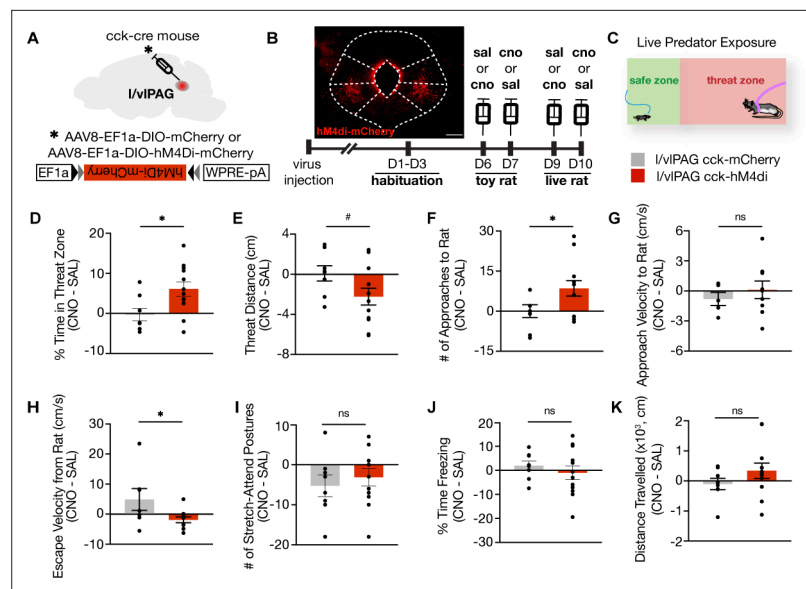 A
cck-cre mouse
*
l/vlPAG
* AAV8-EF1a-DIO-mCherry or
AAV8-EF1a-DIO-hM4Di-mCherry
EF1a
hM4Di-mCherry
WPRE-pA
B
hM4di-mCherry
sal cno
or or
cno sal
sal cno
or or
cno sal
virus
injection
D1-D3
habituation
D6 D7
toy rat
D9 D10
live rat
C
Live Predator Exposure
safe zone
threat zone
l/vlPAG cck-mCherry
l/vlPAG cck-hM4di
D
% Time in Threat Zone
(CNO - SAL)
20
10
0
-10
*
E
Threat Distance (cm)
(CNO - SAL)
4
0
-4
-8
#
F
# of Approaches to Rat
(CNO - SAL)
30
15
0
-15
*
G
Approach Velocity to Rat (cm/s)
(CNO - SAL)
6
3
0
-3
-6
ns
H
Escape Velocity from Rat (cm/s)
(CNO - SAL)
30
20
10
0
-10
*
I
# of Stretch-Attend Postures
(CNO - SAL)
10
0
-10
-20
ns
J
% Time Freezing
(CNO - SAL)
20
10
0
-10
-20
-30
ns
K
Distance Travelled (x10³, cm)
(CNO - SAL)
2
1
0
-1
-2
ns